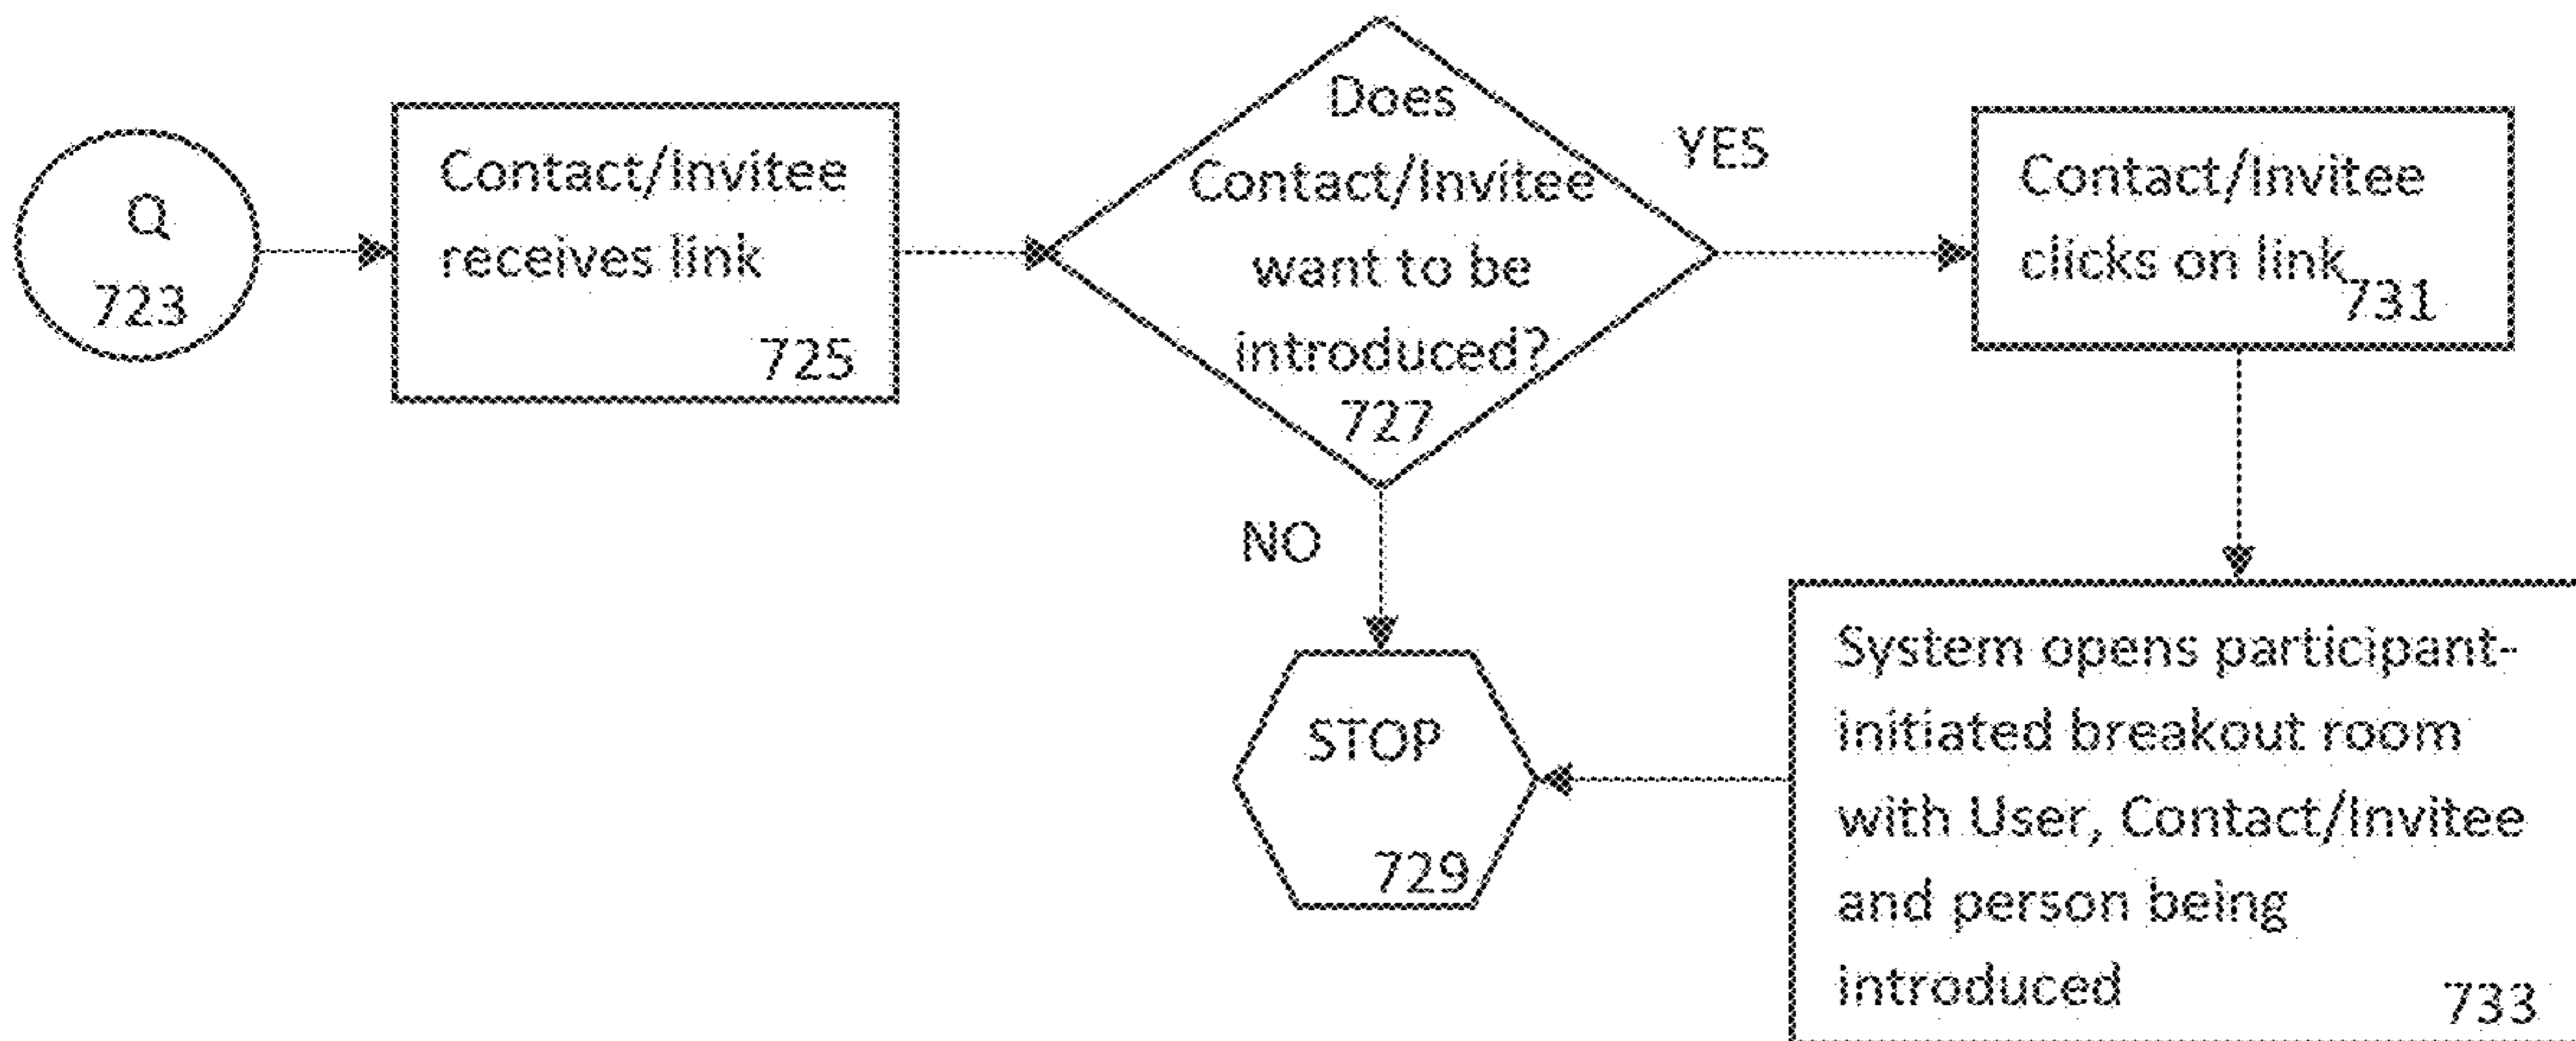 Q
723
Contact/Invitee
receives link
725
Does
Contact/Invitee
want to be
introduced?
727
YES
Contact/Invitee
clicks on link
731
NO
STOP
729
System opens participant-
initiated breakout room
with User, Contact/Invitee
and person being
introduced
733